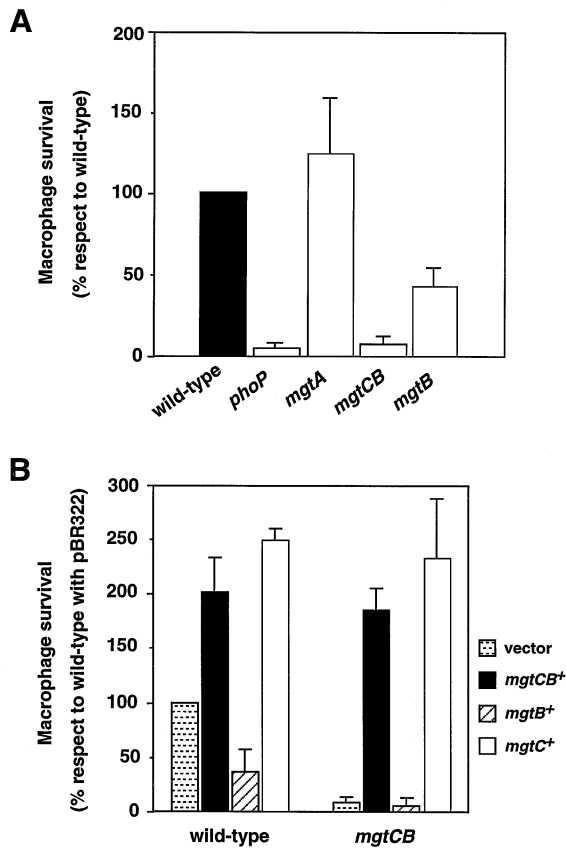 A
Macrophage survival
(% respect to wild-type)
200
150
100
50
0
wild-type
phoP
mgtA
mgtCB
mgtB
B
Macrophage survival
(% respect to wild-type with pBR322)
300
250
200
150
100
50
0
wild-type
mgtCB
vector
mgtCB+
mgtB+
mgtC+